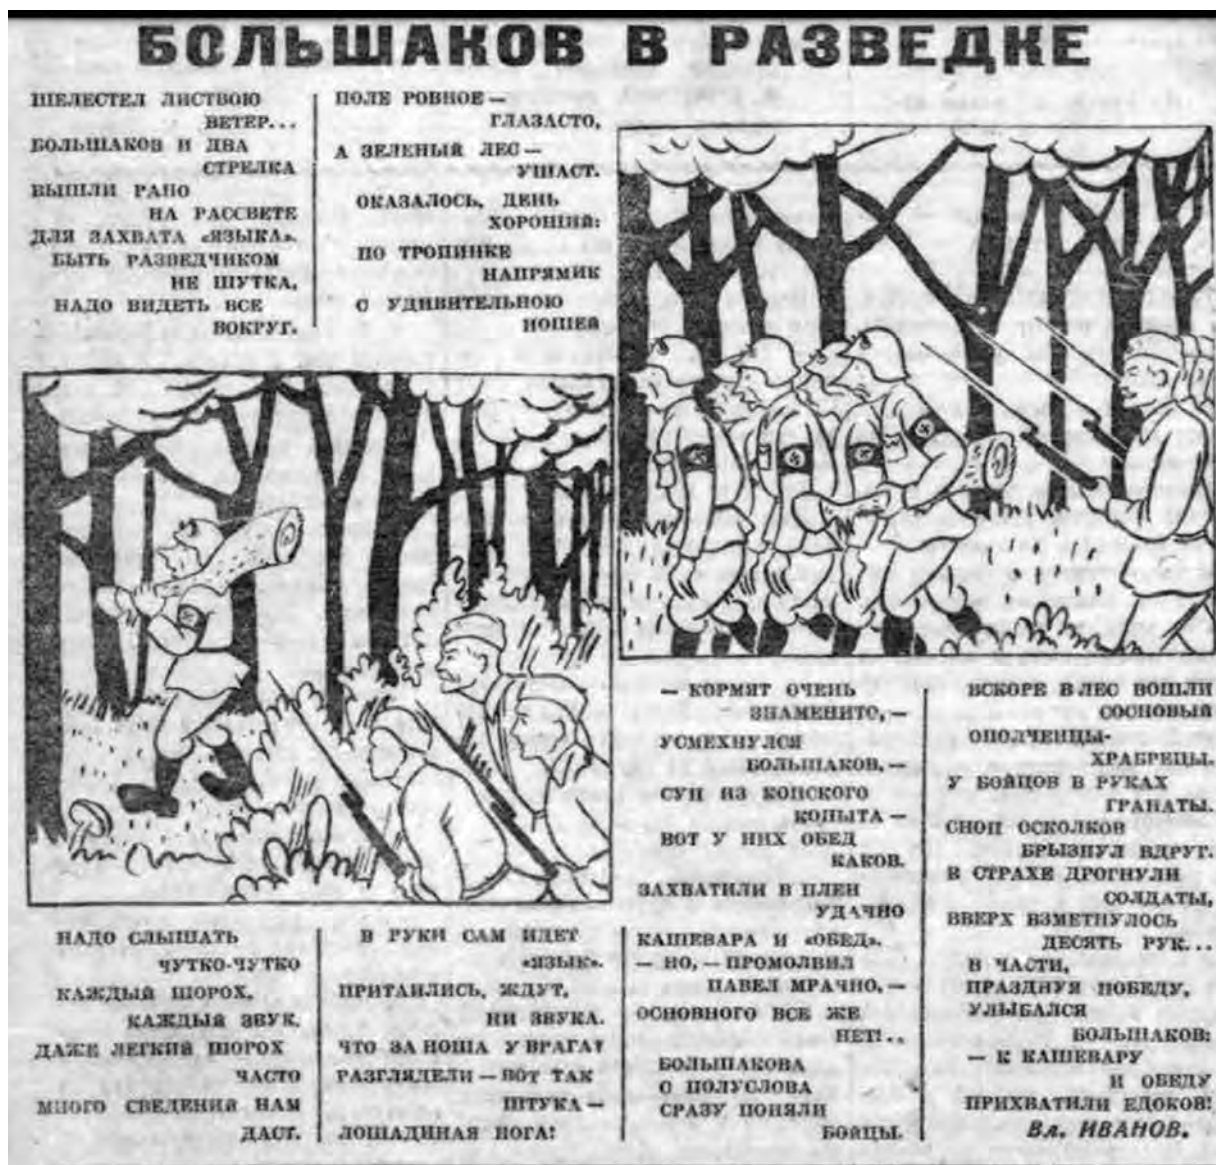 БОЛЬШАКОВ В РАЗВЕДКЕ
ШЕЛЕСТЕЛ ЛИСТВОЮ
ВЕТЕР...
БОЛЬШАКОВ И ДВА
СТРЕЛКА
ВЫШЛИ РАНО
НА РАССВЕТЕ
ДЛЯ ЗАХВАТА «ЯЗЫКА».
БЫТЬ РАЗВЕДЧИКОМ
НЕ ШУТКА,
НАДО ВИДЕТЬ ВСЕ
ВОКРУГ.
НАДО СЛЫШАТЬ
ЧУТКО-ЧУТКО
КАЖДЫЙ ШОРОХ,
КАЖДЫЙ ЗВУК.
ДАЖЕ ЛЕГКИЙ ШОРОХ
ЧАСТО
МНОГО СВЕДЕНИЙ НАМ
ДАСТ.
ПОЛЕ РОВНОЕ —
ГЛАЗАСТО,
А ЗЕЛЕНЫЙ ЛЕС —
УШАСТ.
ОКАЗАЛОСЬ, ДЕНЬ
ХОРОШИЙ:
ПО ТРОПИНКЕ
НАПРЯМИК
С УДИВИТЕЛЬНОЮ
НОШЕЙ
В РУКИ САМ ИДЕТ
«ЯЗЫК».
ПРИТАИЛИСЬ, ЖДУТ,
НИ ЗВУКА.
ЧТО ЗА НОША У ВРАГА?
РАЗГЛЯДЕЛИ — ВОТ ТАК
ШТУКА —
ЛОШАДИНАЯ НОГА!
— КОРМЯТ ОЧЕНЬ
ЗНАМЕНИТО, —
УСМЕХНУЛСЯ
БОЛЬШАКОВ, —
СУП ИЗ КОНСКОГО
КОПЫТА —
ВОТ У НИХ ОБЕД
КАКОВ.
ЗАХВАТИЛИ В ПЛЕН
УДАЧНО
КАШЕВАРА И «ОБЕД».
— НО, — ПРОМОЛВИЛ
ПАВЕЛ МРАЧНО, —
ОСНОВНОГО ВСЕ ЖЕ
НЕТ!..
БОЛЬШАКОВА
С ПОЛУСЛОВА
СРАЗУ ПОНЯЛИ
БОЙЦЫ.
ВСКОРЕ В ЛЕС ВОШЛИ
СОСНОВЫЙ
ОПОЛЧЕНЦЫ-
ХРАБРЕЦЫ.
У БОЙЦОВ В РУКАХ
ГРАНАТЫ.
СНОП ОСКОЛКОВ
БРЫЗНУЛ ВДРУГ.
В СТРАХЕ ДРОГНУЛИ
СОЛДАТЫ,
ВВЕРХ ВЗМЕТНУЛОСЬ
ДЕСЯТЬ РУК...
В ЧАСТИ,
ПРАЗДНУЯ ПОБЕДУ,
УЛЫБАЛСЯ
БОЛЬШАКОВ:
— К КАШЕВАРУ
И ОБЕДУ
ПРИХВАТИЛИ ЕДОКОВ!
Вл. ИВАНОВ.